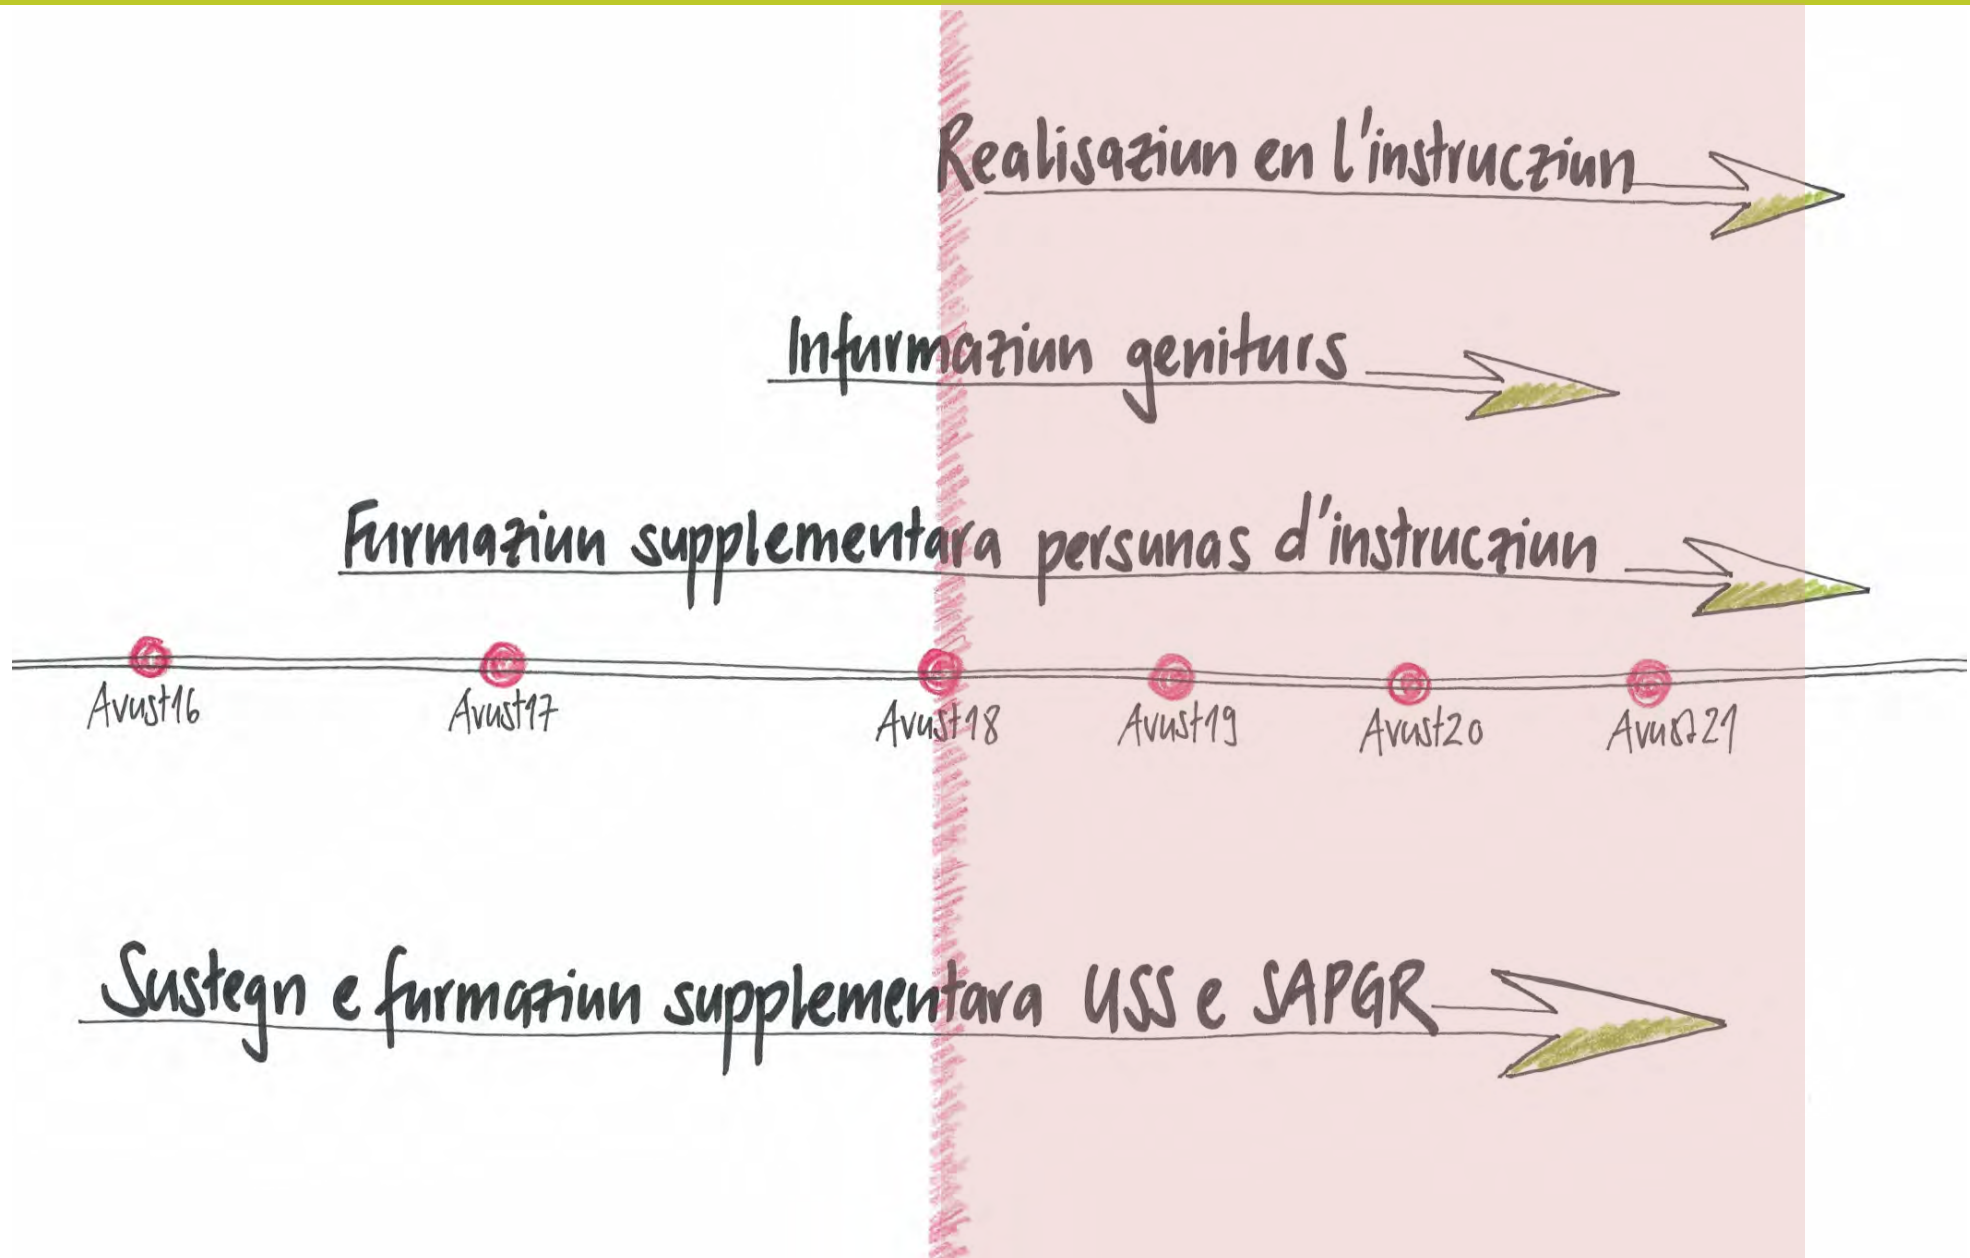 Realisaziun en l'instrucziun
Infurmaziun geniturs
Furmaziun supplementara persunas d'instrucziun
Avust16 Avust17 Avust18 Avust19 Avust20 Avust21
Sustegn e furmaziun supplementara USS e SAPGR